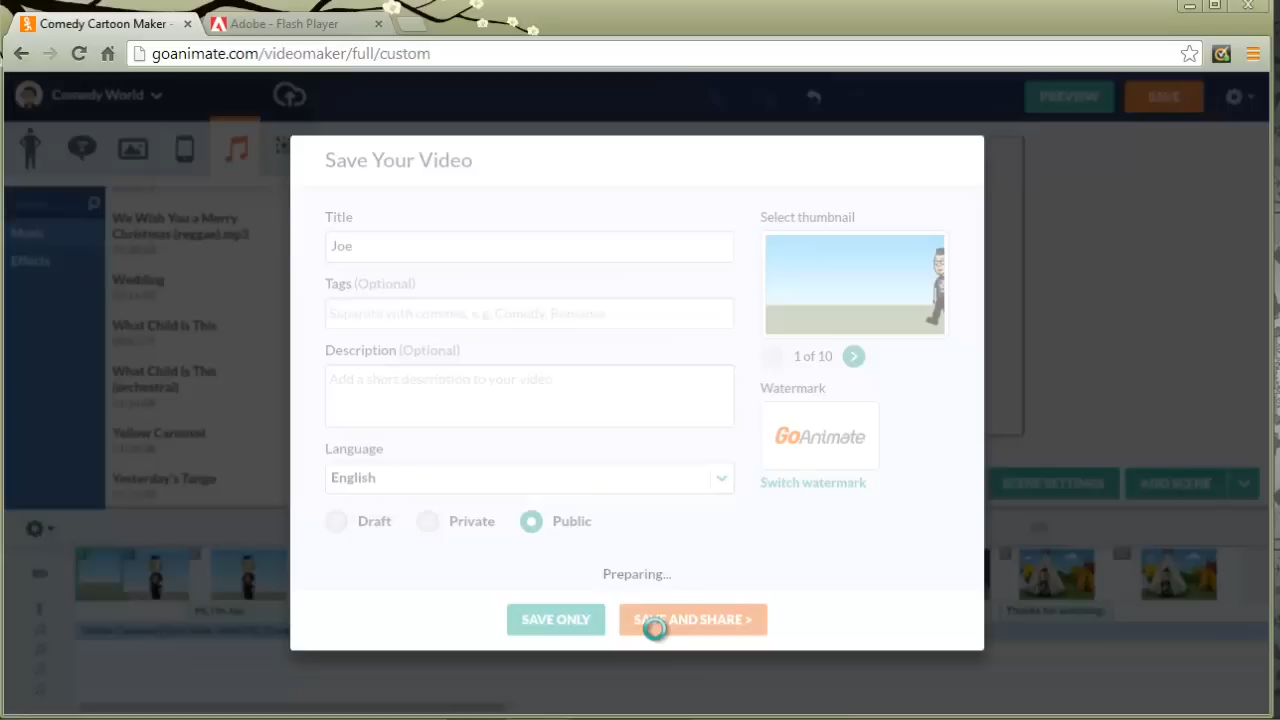 Comedy Cartoon Maker -
Adobe - Flash Player
goanimate.com/videomaker/full/custom
Comedy World
PREVIEW
SAVE
Music
Effects
We Wish You a Merry
Christmas (reggae).mp3
Wedding
What Child Is This
What Child Is This
(orchestral)
Yellow Carousel
Yesterday's Tango
Save Your Video
Title
Joe
Tags (Optional)
Separate with commas, e.g. Comedy, Romance
Description (Optional)
Add a short description to your video
Language
English
Draft
Private
Public
Select thumbnail
1 of 10
Watermark
GoAnimate
Switch watermark
Preparing...
SAVE ONLY
SAVE AND SHARE >
SCENE SETTINGS
ADD SCENE
Thanks for watching